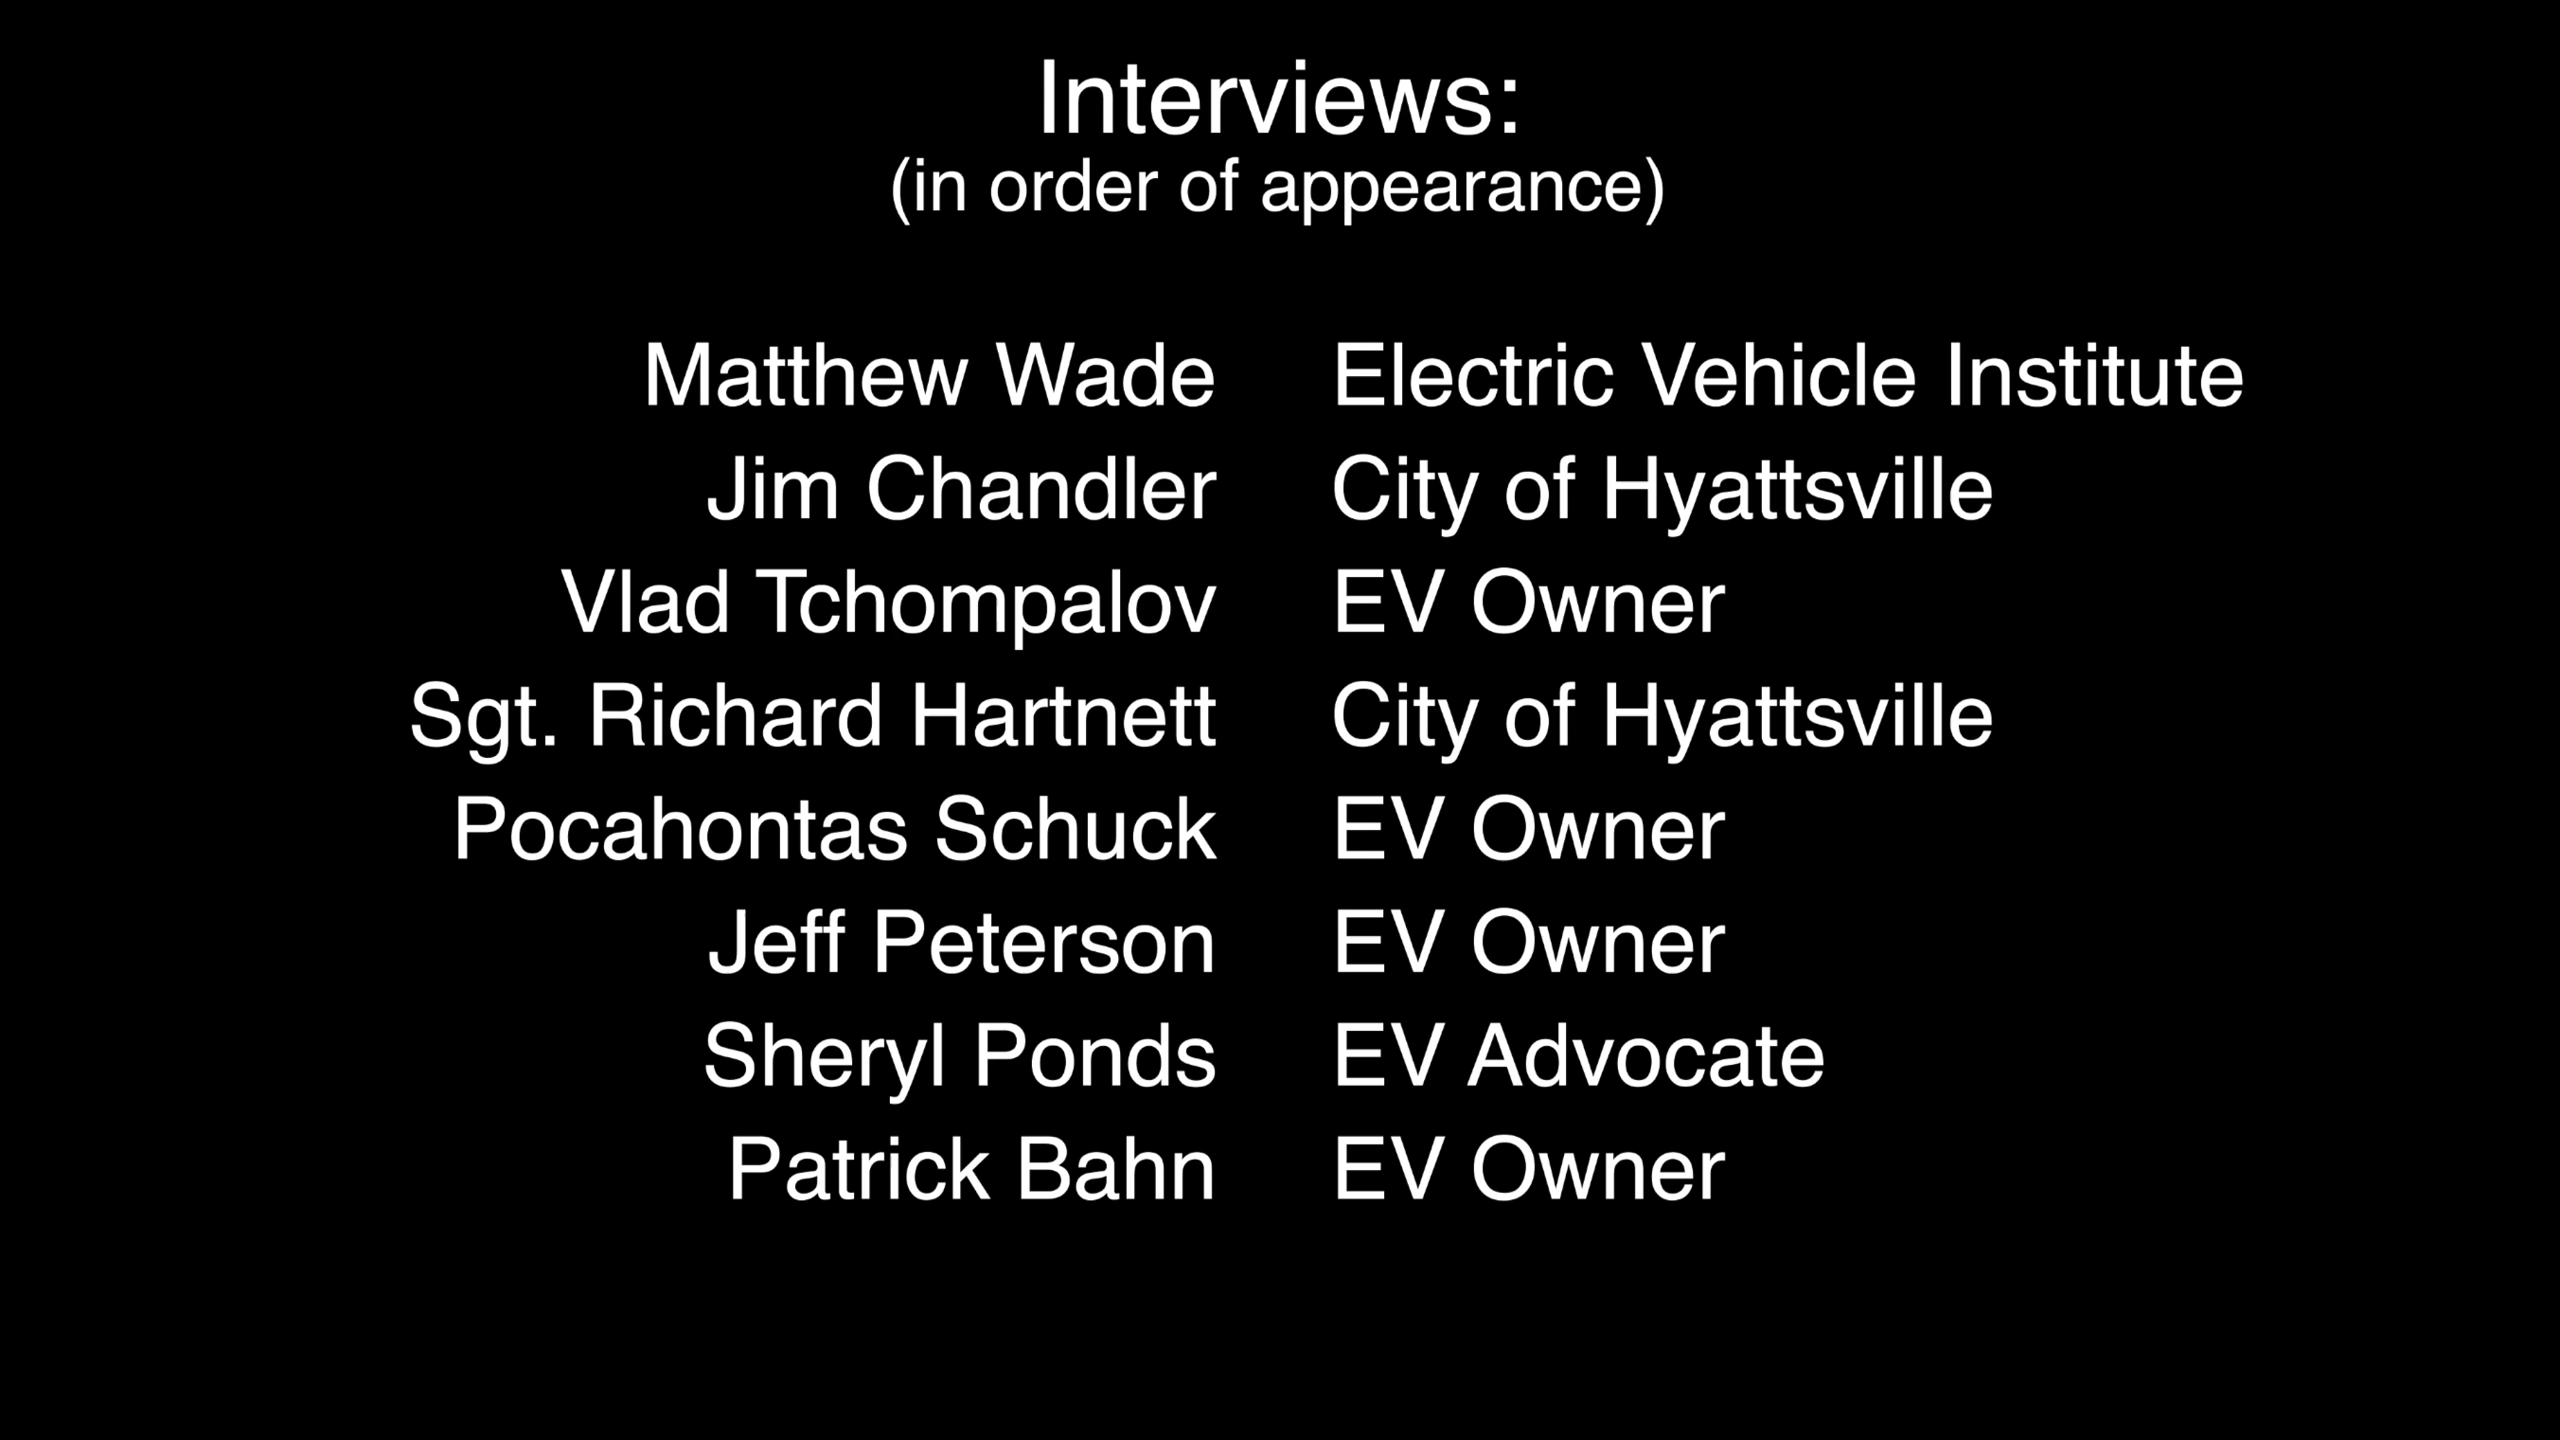 Interviews:
(in order of appearance)
Matthew Wade Electric Vehicle Institute
Jim Chandler City of Hyattsville
Vlad Tchompalov EV Owner
Sgt. Richard Hartnett City of Hyattsville
Pocahontas Schuck EV Owner
Jeff Peterson EV Owner
Sheryl Ponds EV Advocate
Patrick Bahn EV Owner